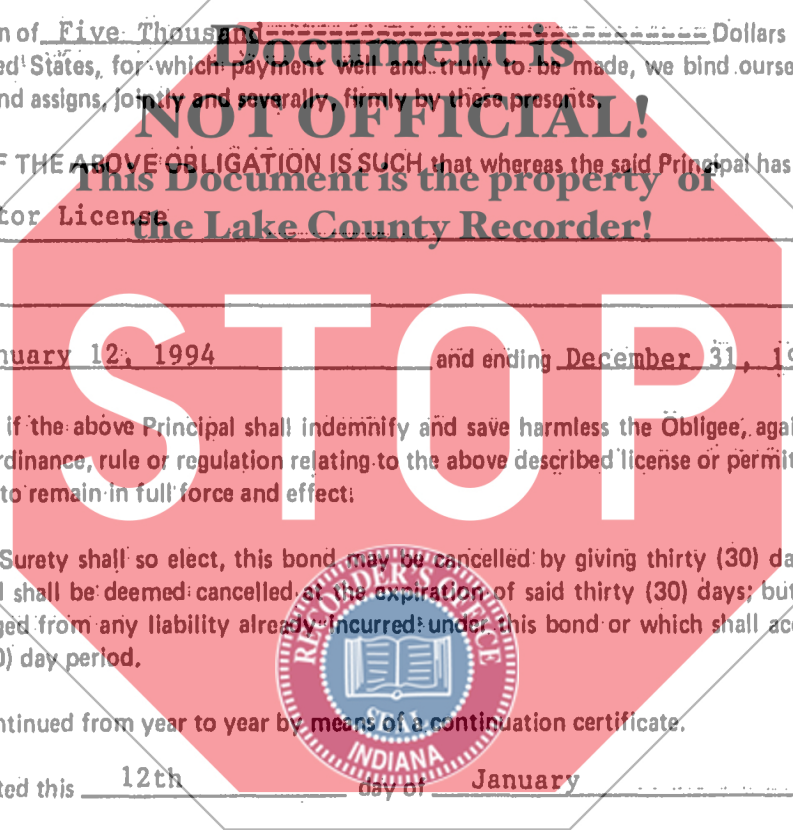 n of Five Thousand Dollars
Document is
ed States, for which payment well and truly to be made, we bind ourse
nd assigns, jointly and severally, firmly by these presents.
NOT OFFICIAL!
F THE ABOVE OBLIGATION IS SUCH, that whereas the said Principal has
This Document is the property of
tor License
the Lake County Recorder!
STOP
nuary 12, 1994 and ending December 31, 19
if the above Principal shall indemnify and save harmless the Obligee, agai
rdinance, rule or regulation relating to the above described license or permit
to remain in full force and effect.
Surety shall so elect, this bond may be cancelled by giving thirty (30) da
l shall be deemed cancelled at the expiration of said thirty (30) days; but
ged from any liability already incurred under this bond or which shall acc
0) day period.
RECORDER'S OFFICE
SEAL
INDIANA
ntinued from year to year by means of a continuation certificate.
ted this 12th day of January